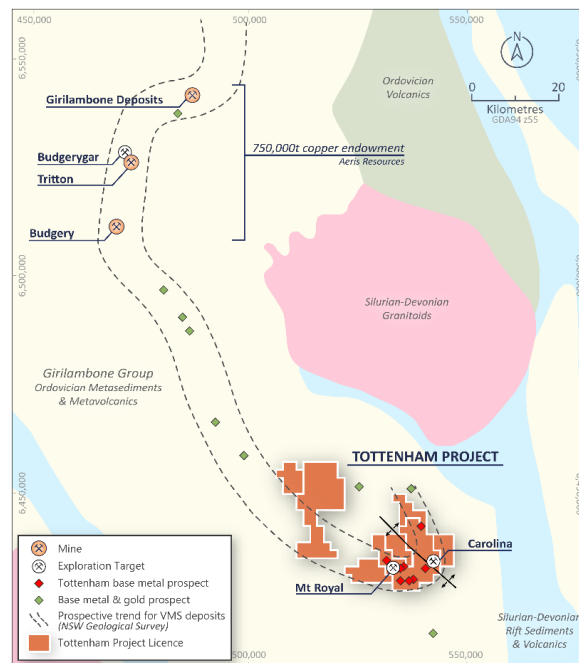 450,000
500,000
550,000
6,550,000
Ordovician
Volcanics
0
20
Kilometres
GDA94 z55
N
Girilambone Deposits
Budgerygar
Tritton
750,000t copper endowment
Aeris Resources
Budgery
6,500,000
Silurian-Devonian
Granitoids
Girilambone Group
Ordovician Metasediments
& Metavolcanics
TOTTENHAM PROJECT
6,450,000
Carolina
Mt Royal
Mine
Exploration Target
Tottenham base metal prospect
Base metal & gold prospect
Prospective trend for VMS deposits
(NSW Geological Survey)
Tottenham Project Licence
Silurian-Devonian
Rift Sediments
& Volcanics
500,000
550,000